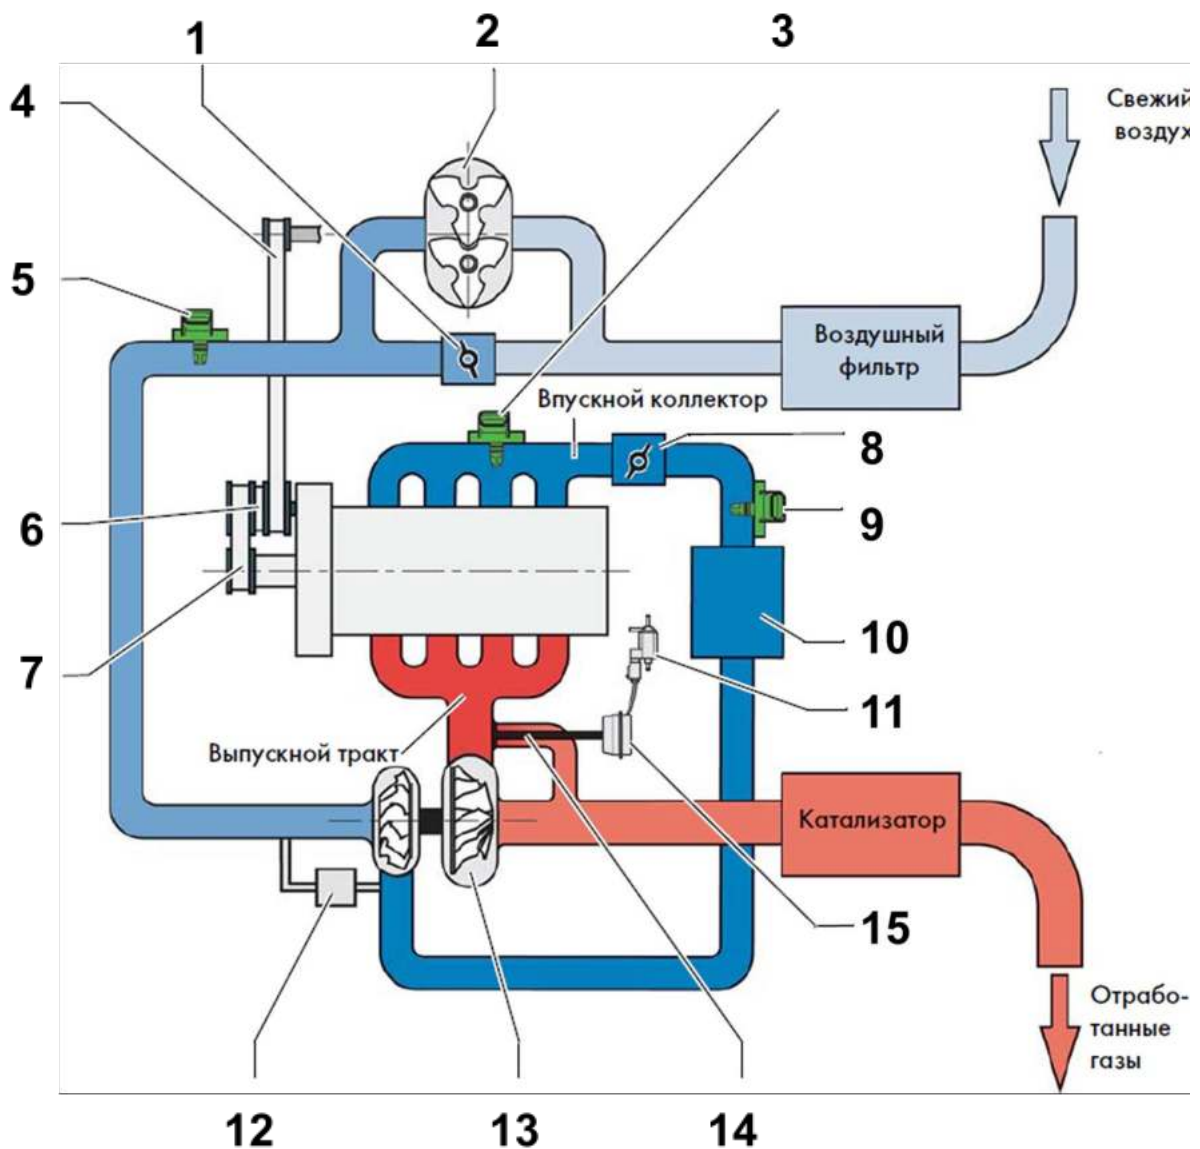 1
2
3
4
Свежий
воздух
5
Воздушный
фильтр
Впускной коллектор
8
6
9
7
10
11
Выпускной тракт
Катализатор
15
Отрабо-
танные
газы
12
13
14